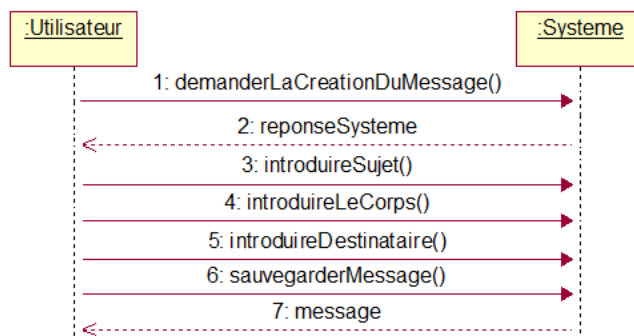 :Utilisateur
:Systeme
1: demanderLaCreationDuMessage()
2: reponseSysteme
3: introduireSujet()
4: introduireLeCorps()
5: introduireDestinataire()
6: sauvegarderMessage()
7: message